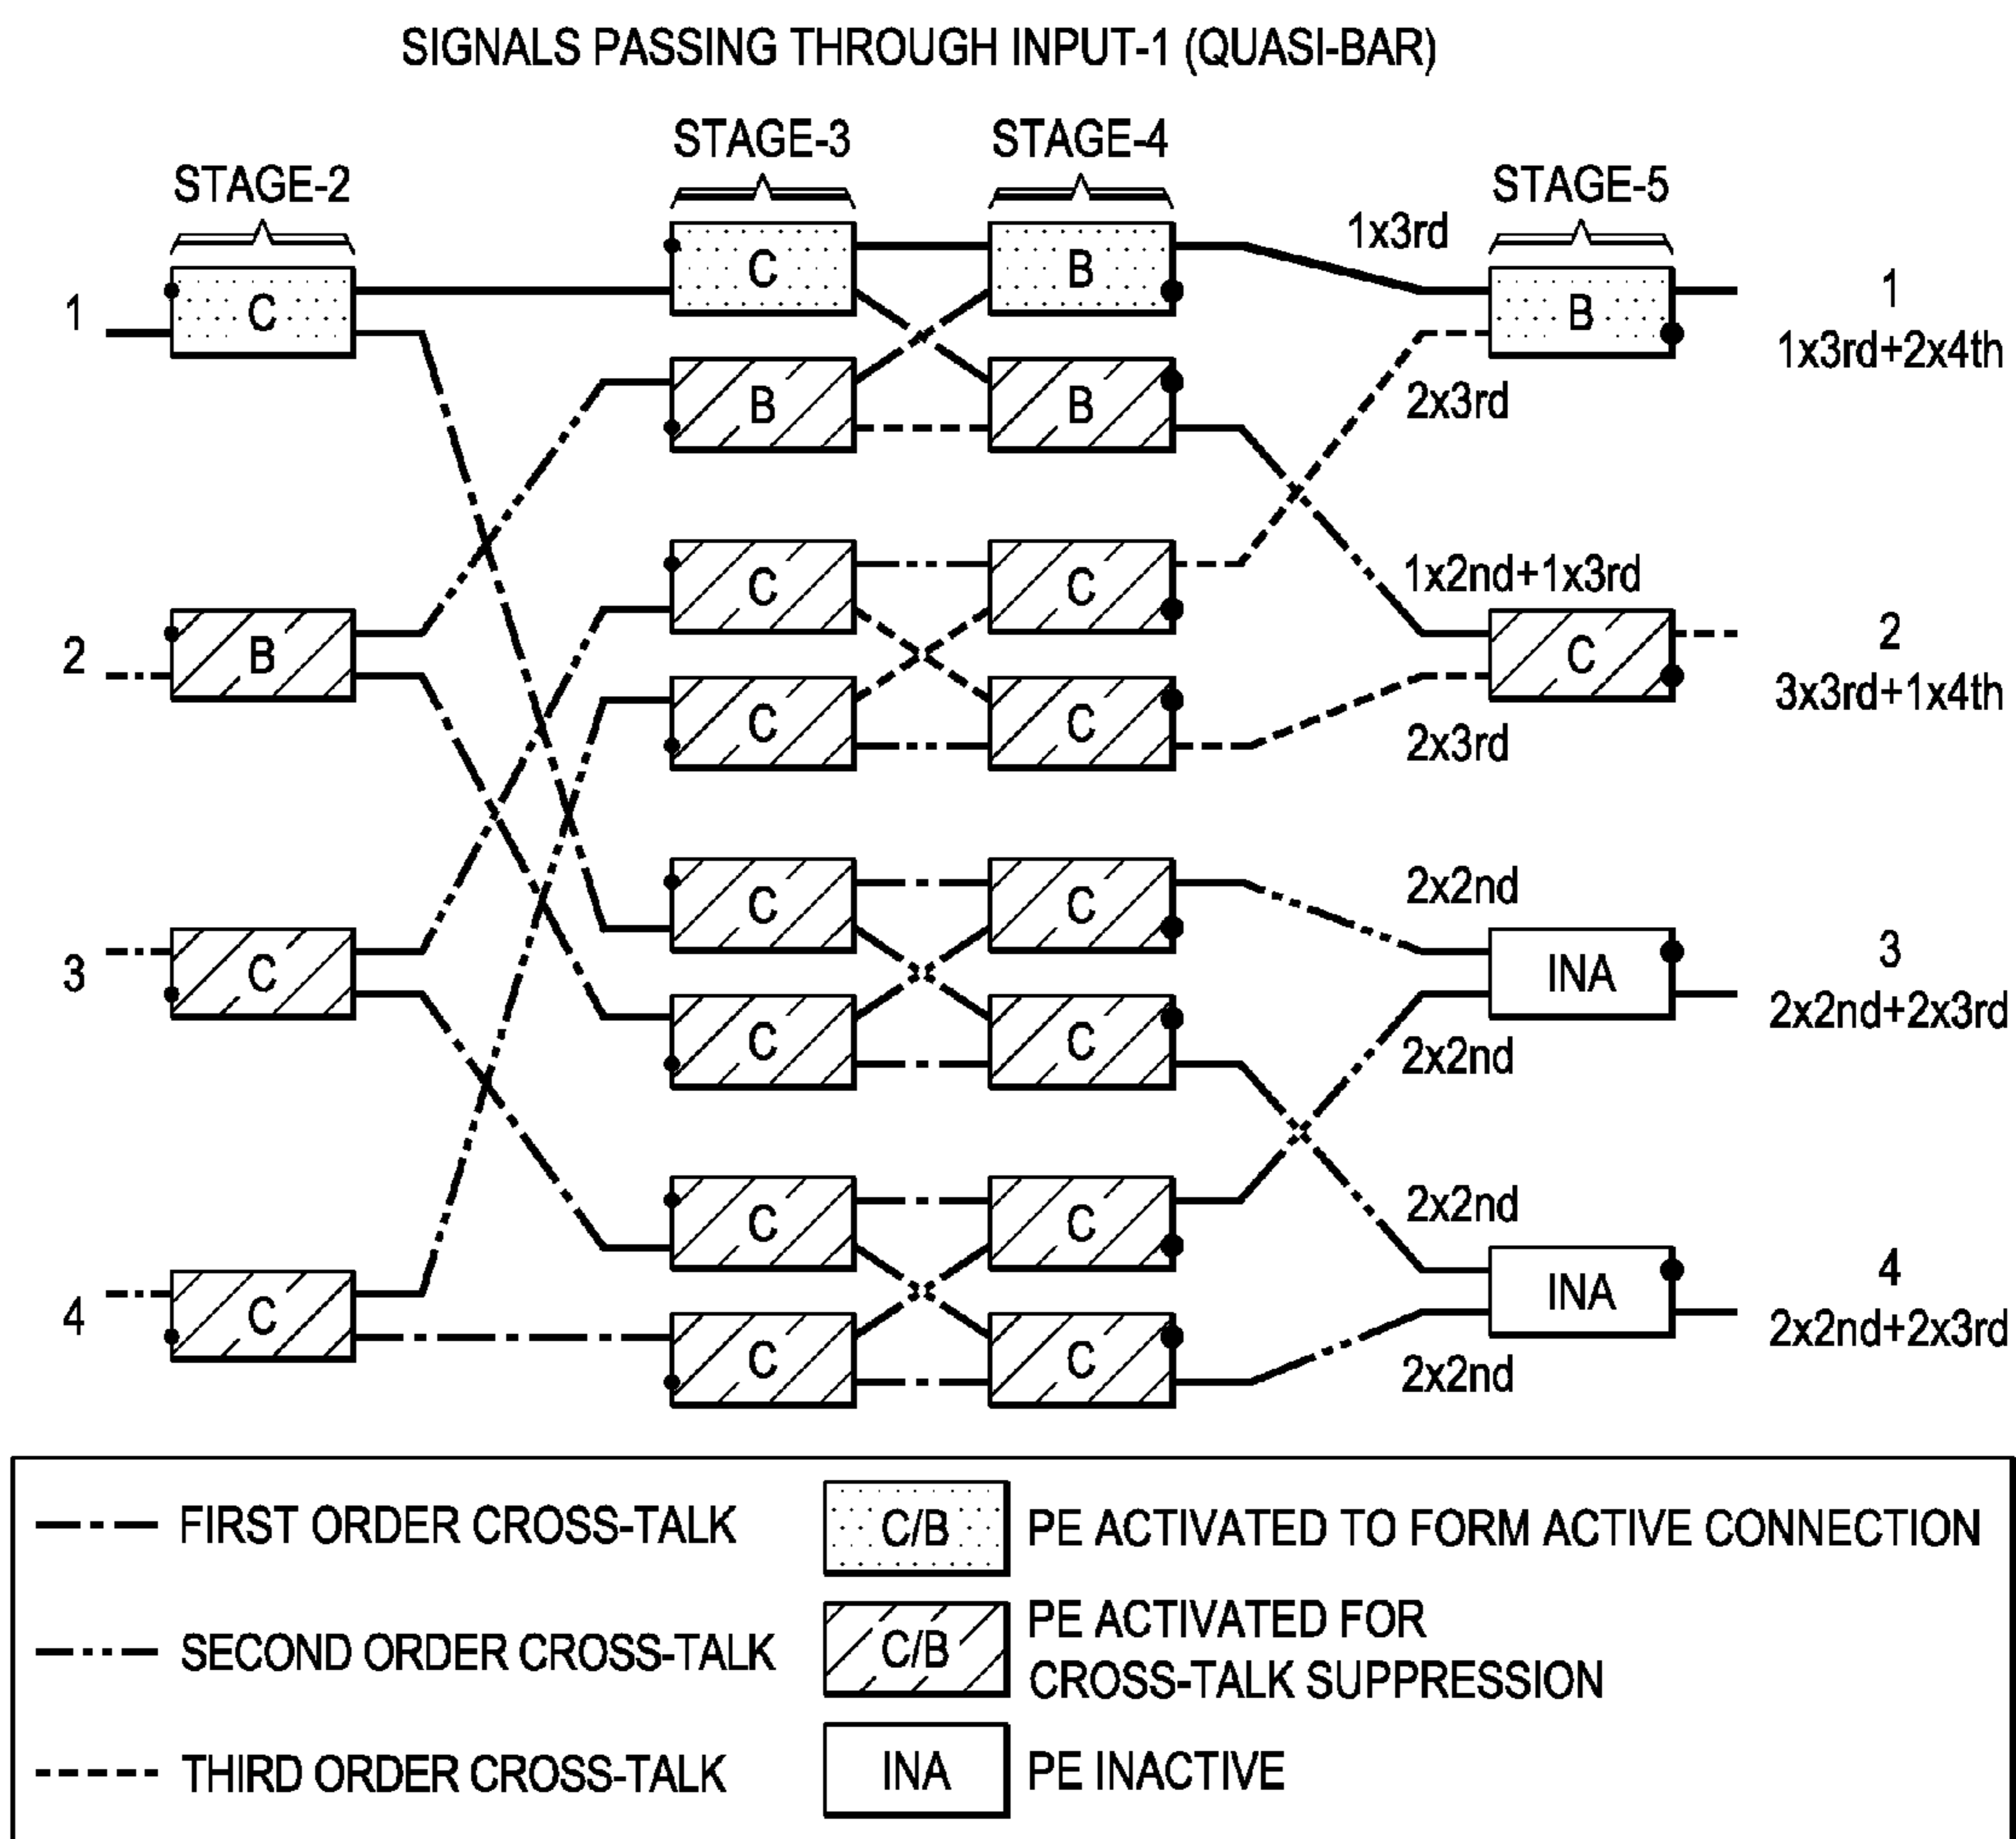 SIGNALS PASSING THROUGH INPUT-1 (QUASI-BAR)
STAGE-2
STAGE-3
STAGE-4
STAGE-5
1
C
C
B
1x3rd
B
1
1x3rd+2x4th
B
B
2x3rd
2
B
C
C
1x2nd+1x3rd
C
2
3x3rd+1x4th
C
C
2x3rd
3
C
C
C
2x2nd
INA
3
2x2nd+2x3rd
C
C
2x2nd
4
C
C
C
2x2nd
INA
4
2x2nd+2x3rd
C
C
2x2nd
FIRST ORDER CROSS-TALK
C/B
PE ACTIVATED TO FORM ACTIVE CONNECTION
SECOND ORDER CROSS-TALK
C/B
PE ACTIVATED FOR
CROSS-TALK SUPPRESSION
THIRD ORDER CROSS-TALK
INA
PE INACTIVE